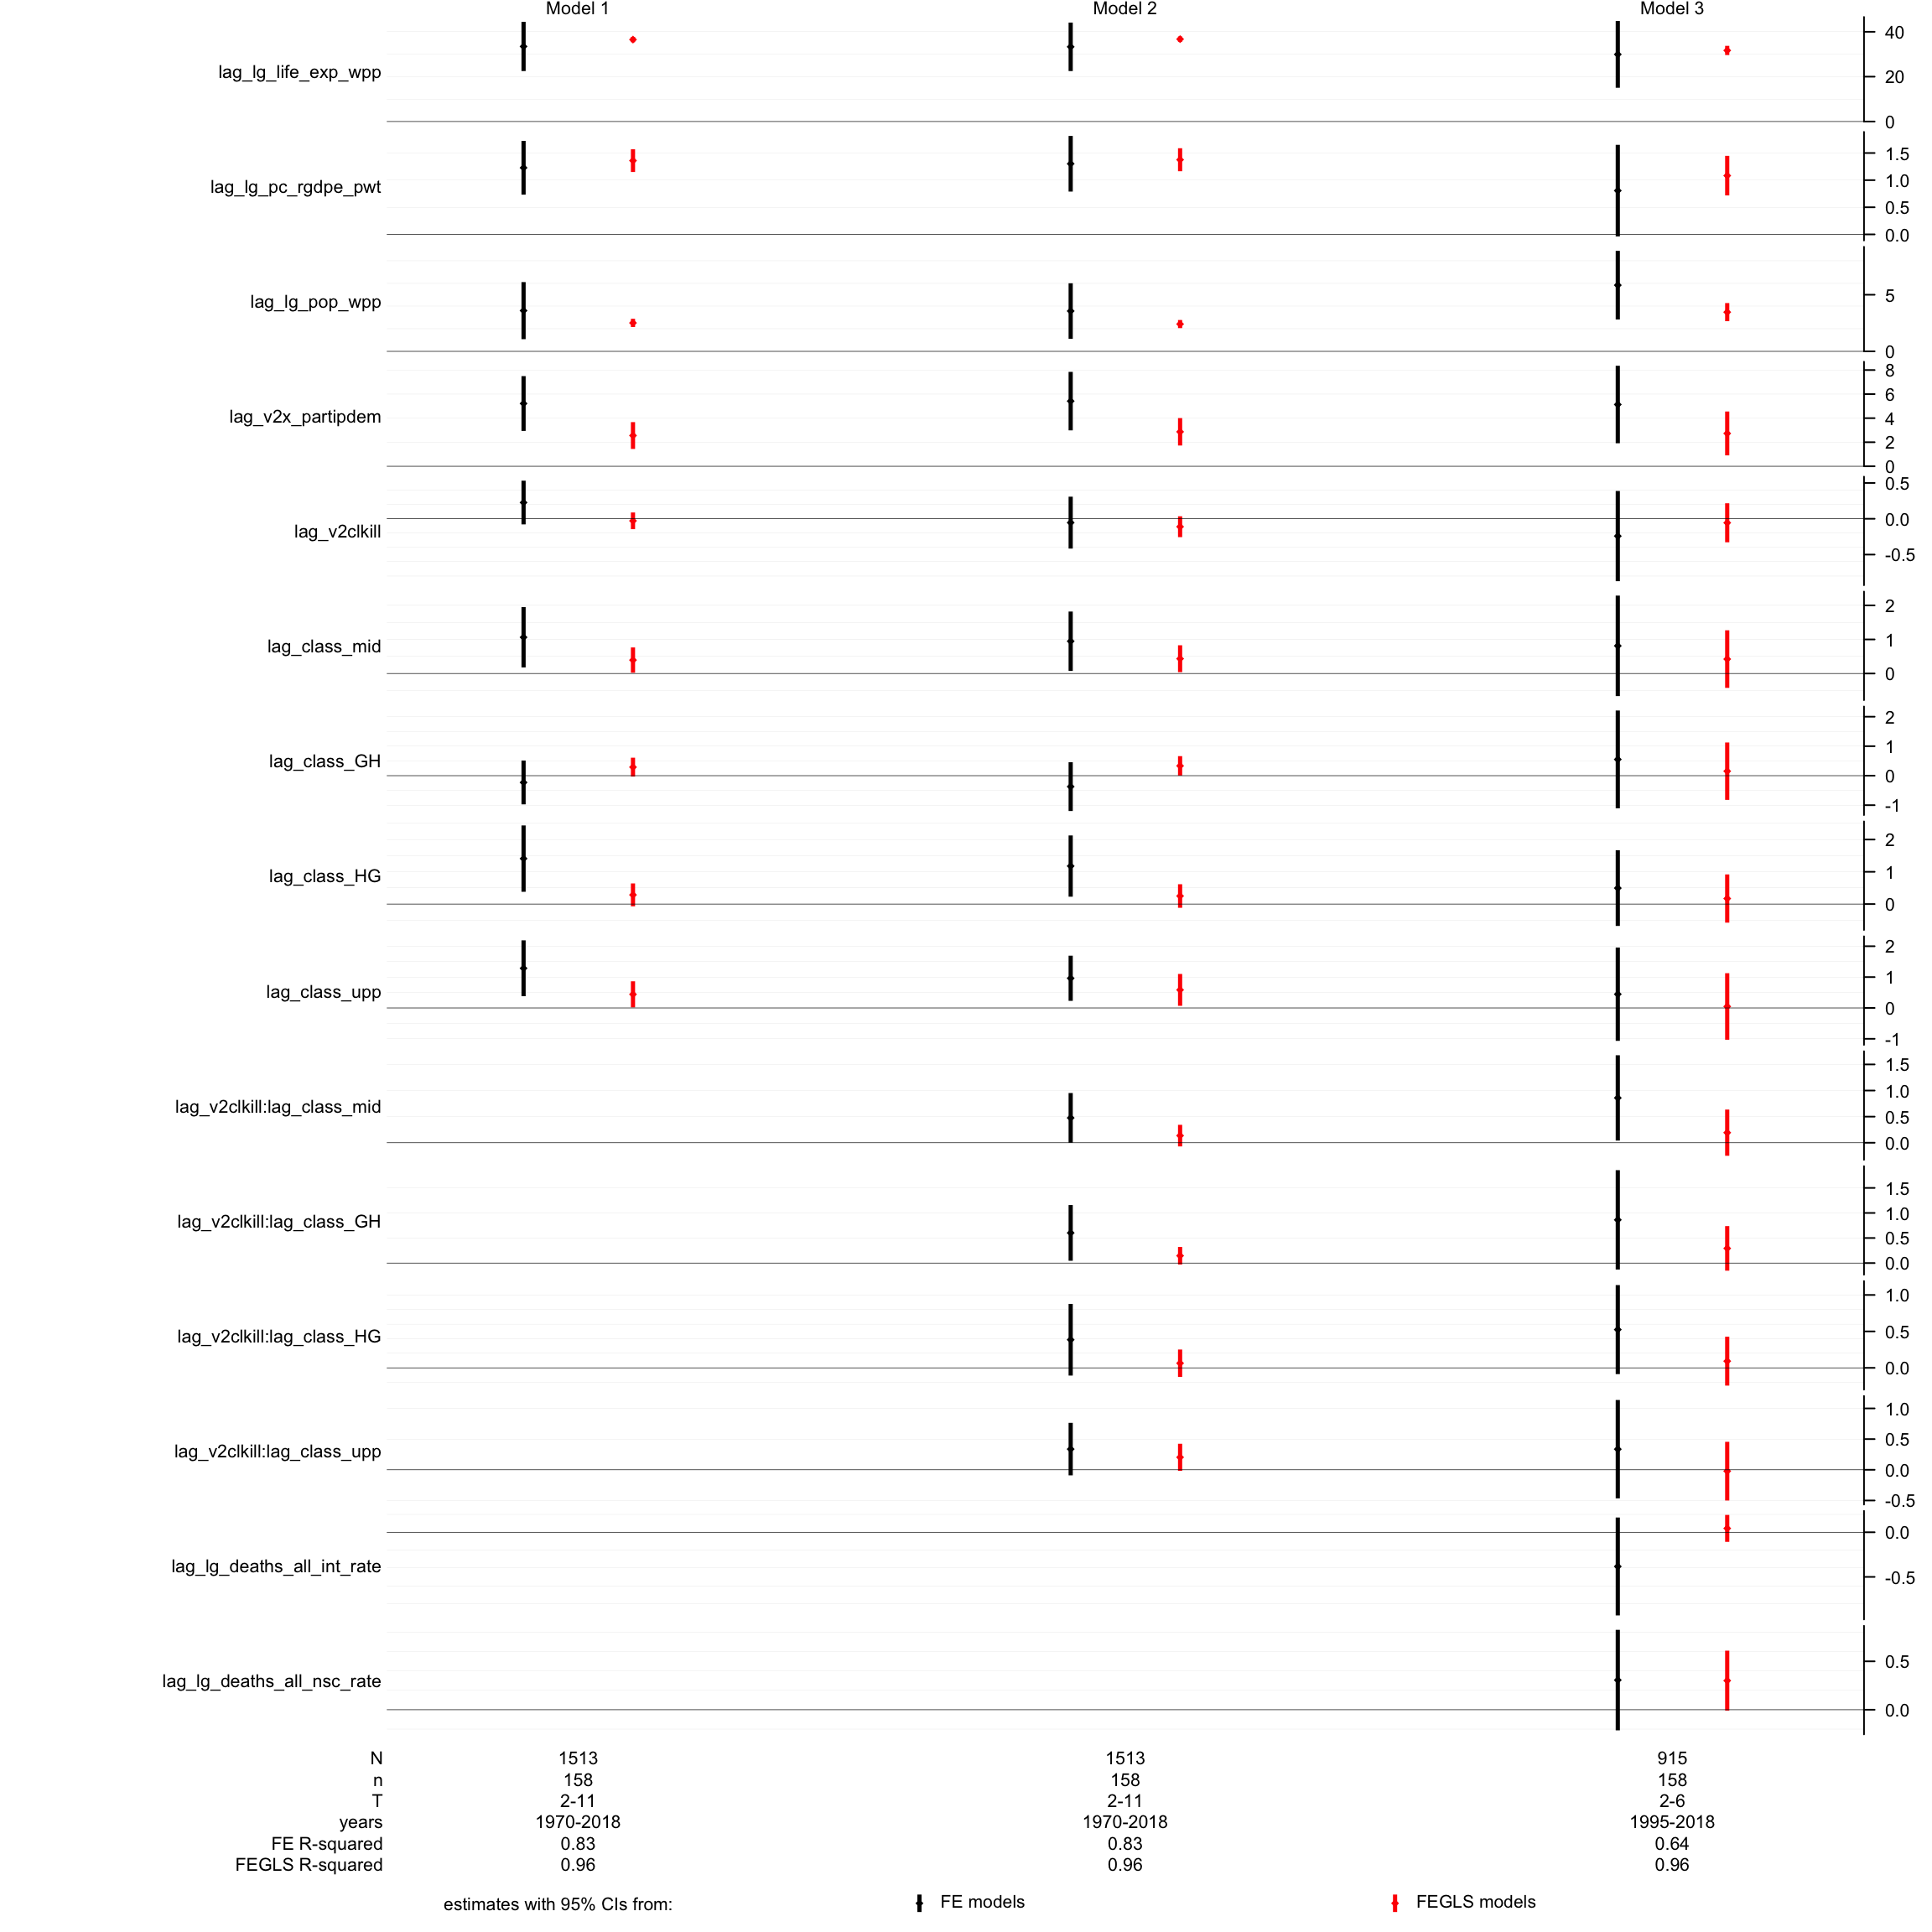 Model 1 Model 2 Model 3
lag_lg_life_exp_wpp
40
20
0
lag_lg_pc_rgdpe_pwt
1.5
1.0
0.5
0.0
lag_lg_pop_wpp
5
0
lag_v2x_partipdem
8
6
4
2
0
lag_v2clkill
0.5
0.0
-0.5
lag_class_mid
2
1
0
lag_class_GH
2
1
0
-1
lag_class_HG
2
1
0
lag_class_upp
2
1
0
-1
lag_v2clkill:lag_class_mid
1.5
1.0
0.5
0.0
lag_v2clkill:lag_class_GH
1.5
1.0
0.5
0.0
lag_v2clkill:lag_class_HG
1.0
0.5
0.0
lag_v2clkill:lag_class_upp
1.0
0.5
0.0
-0.5
lag_lg_deaths_all_int_rate
0.0
-0.5
lag_lg_deaths_all_nsc_rate
0.5
0.0
N 1513 1513 915
n 158 158 158
T 2-11 2-11 2-6
years 1970-2018 1970-2018 1995-2018
FE R-squared 0.83 0.83 0.64
FEGLS R-squared 0.96 0.96 0.96
estimates with 95% CIs from: FE models FEGLS models